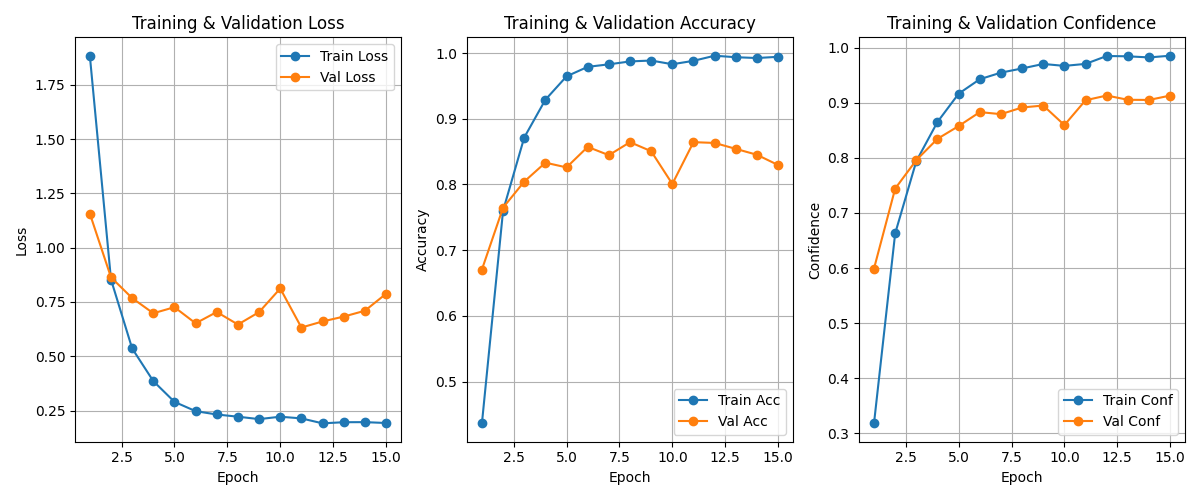 Training & Validation Loss
Train Loss
Val Loss
1.75
1.50
1.25
1.00
0.75
0.50
0.25
2.5 5.0 7.5 10.0 12.5 15.0
Epoch
Loss
Training & Validation Accuracy
1.0
0.9
0.8
0.7
0.6
0.5
Train Acc
Val Acc
2.5 5.0 7.5 10.0 12.5 15.0
Epoch
Accuracy
Training & Validation Confidence
1.0
0.9
0.8
0.7
0.6
0.5
0.4
0.3
Train Conf
Val Conf
2.5 5.0 7.5 10.0 12.5 15.0
Epoch
Confidence